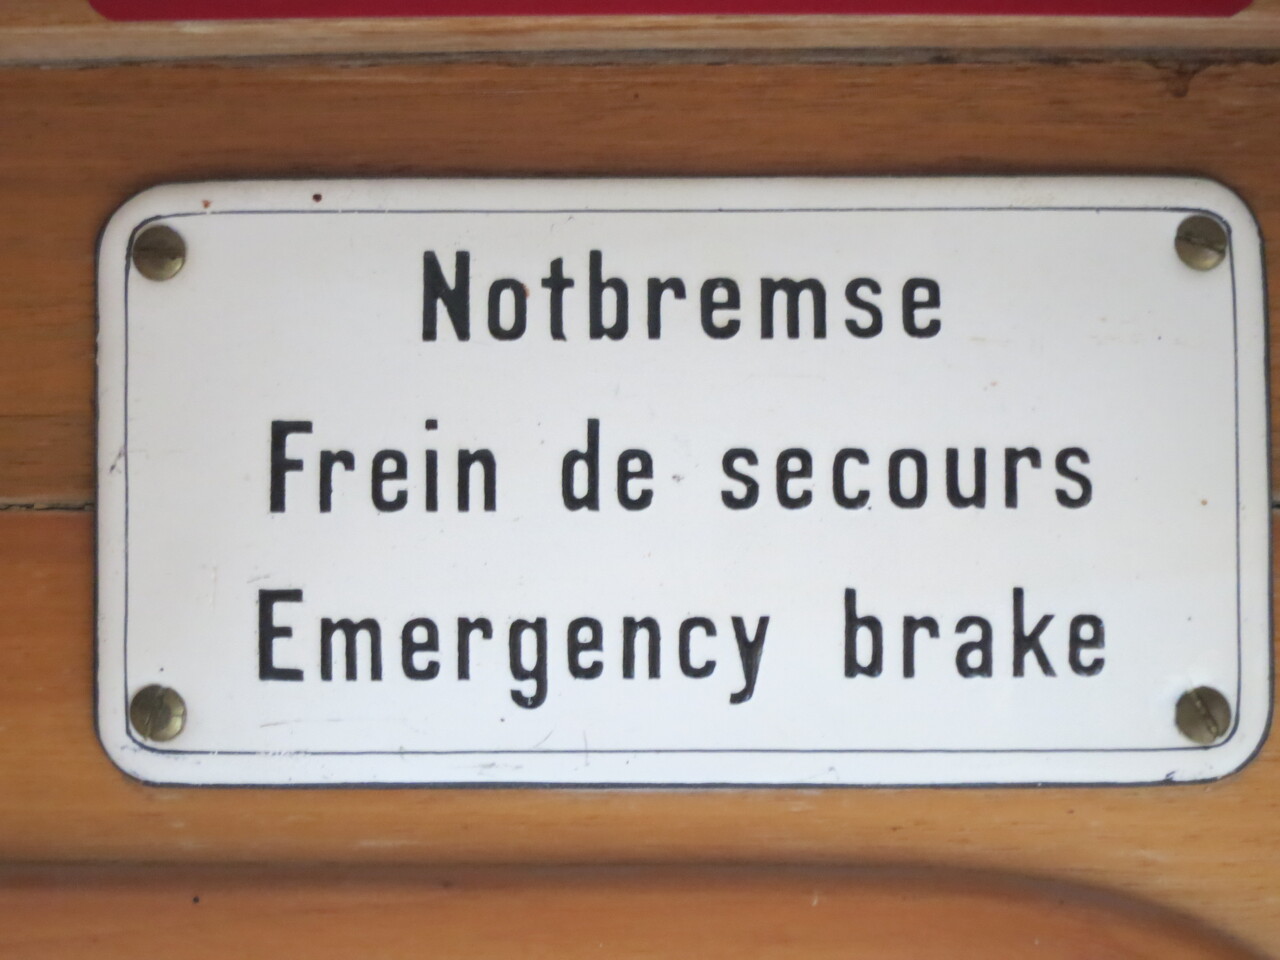 Notbremse
Frein de secours
Emergency brake